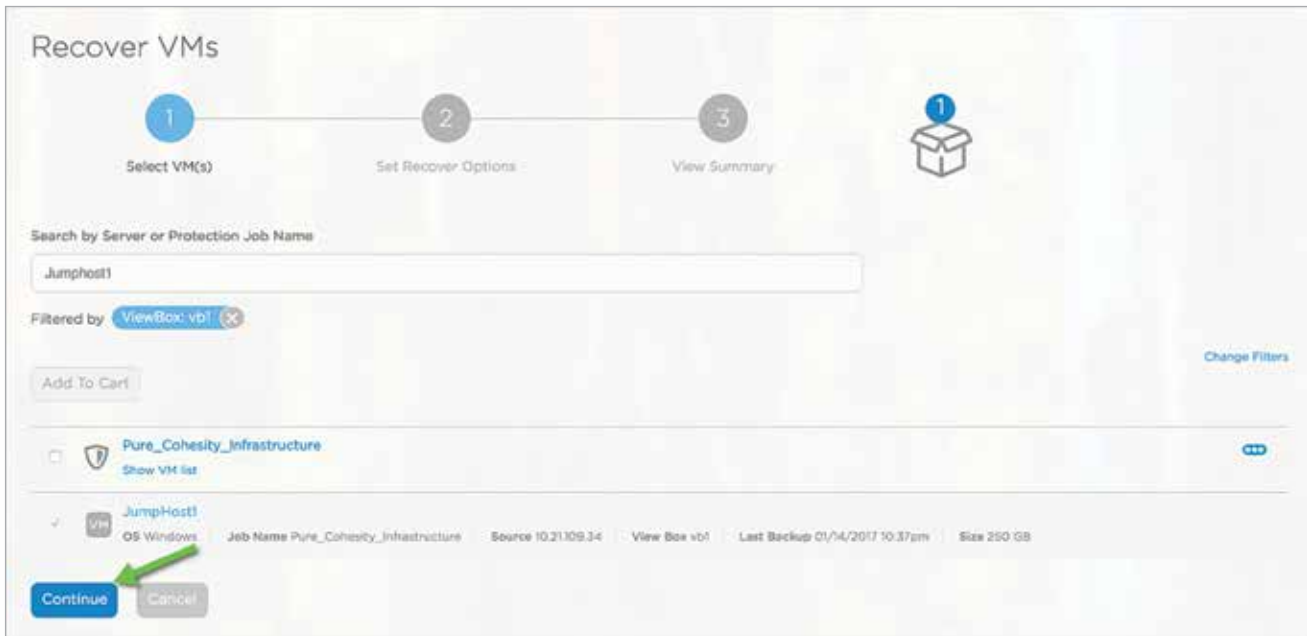 Recover VMs
1
2
3
1
Select VM(s)
Set Recover Options
View Summary
Search by Server or Protection Job Name
Jumphost1
Filtered by ViewBox: vb1
Change Filters
Add To Cart
Pure_Cohesity_Infrastructure
Show VM list
JumpHost1
VM
OS Windows Job Name Pure_Cohesity_Infrastructure Source 10.21.109.34 View Box vb1 Last Backup 01/14/2017 10:37pm Size 250 GB
Continue Cancel